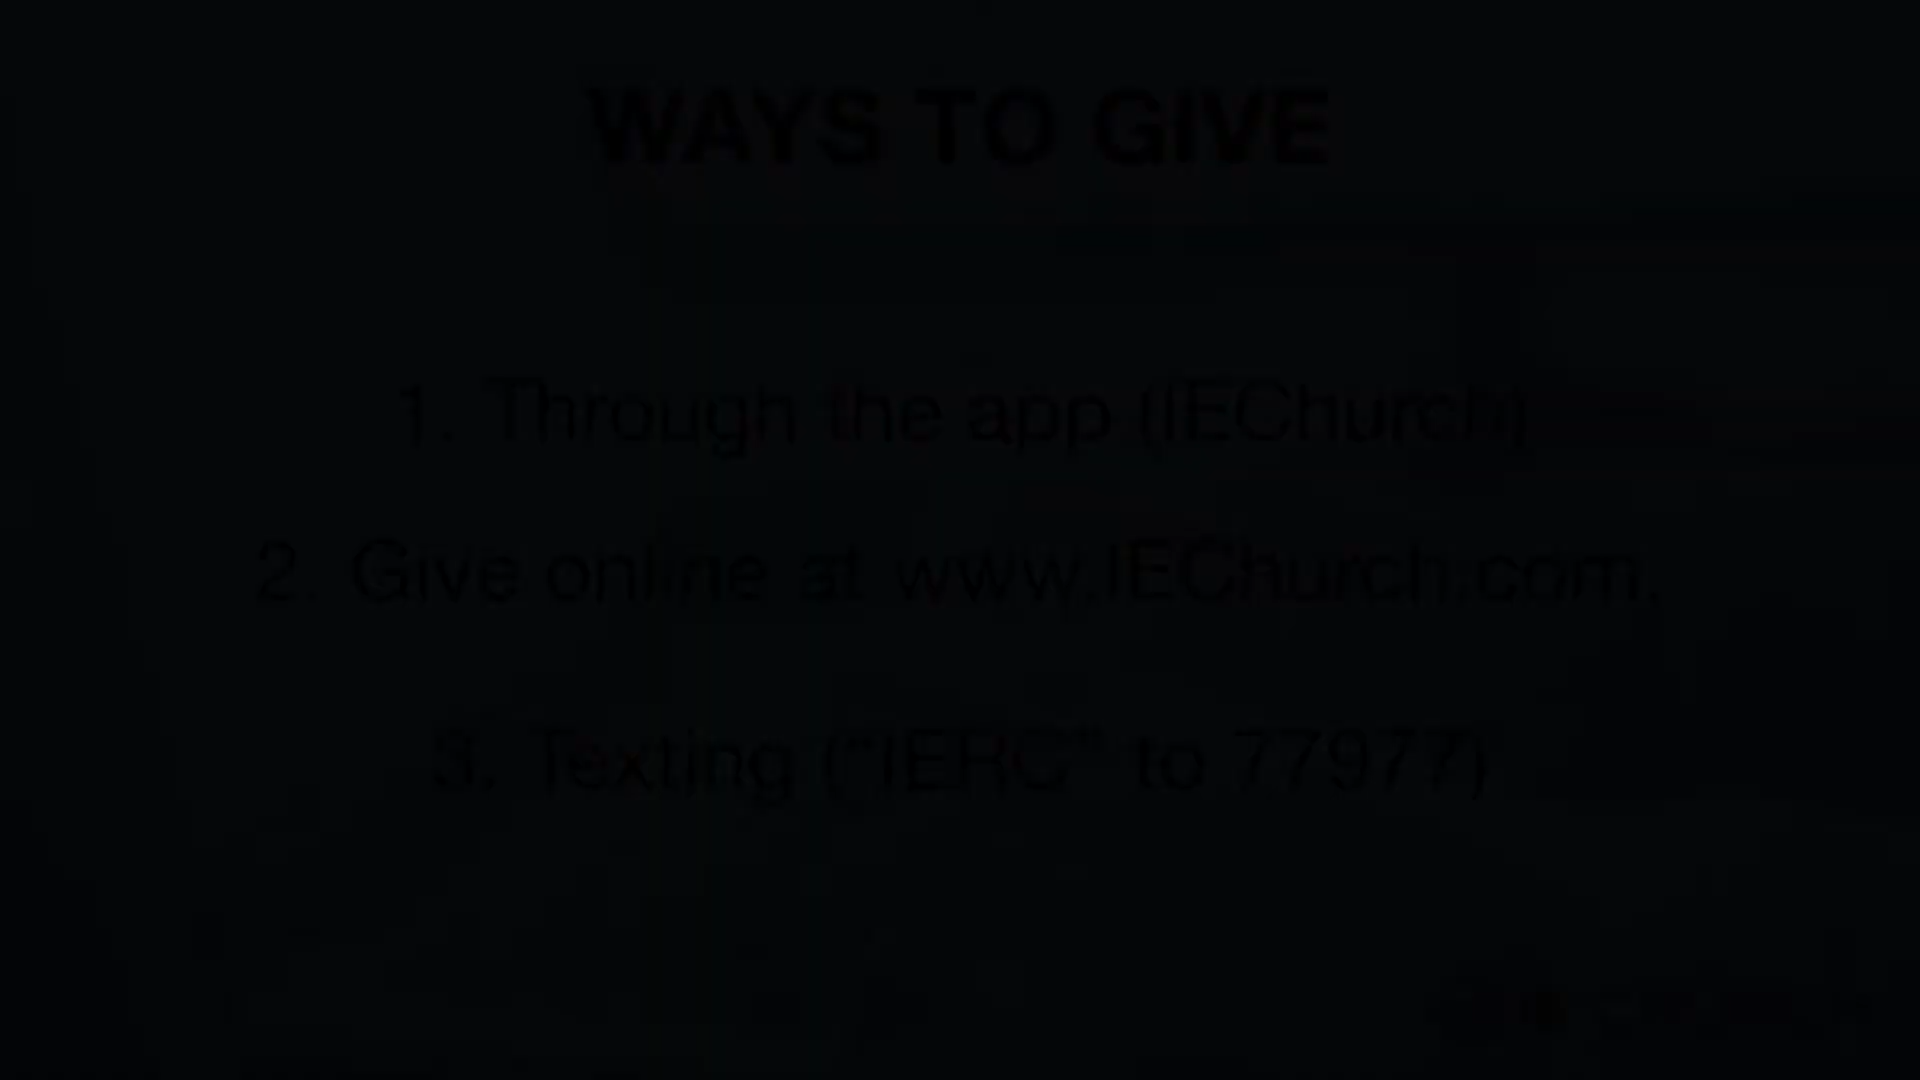 WAYS TO GIVE
1. Through the app (IEChurch)
2. Give online at www.IEChurch.com.
3. Texting ("IERC" to 77977)